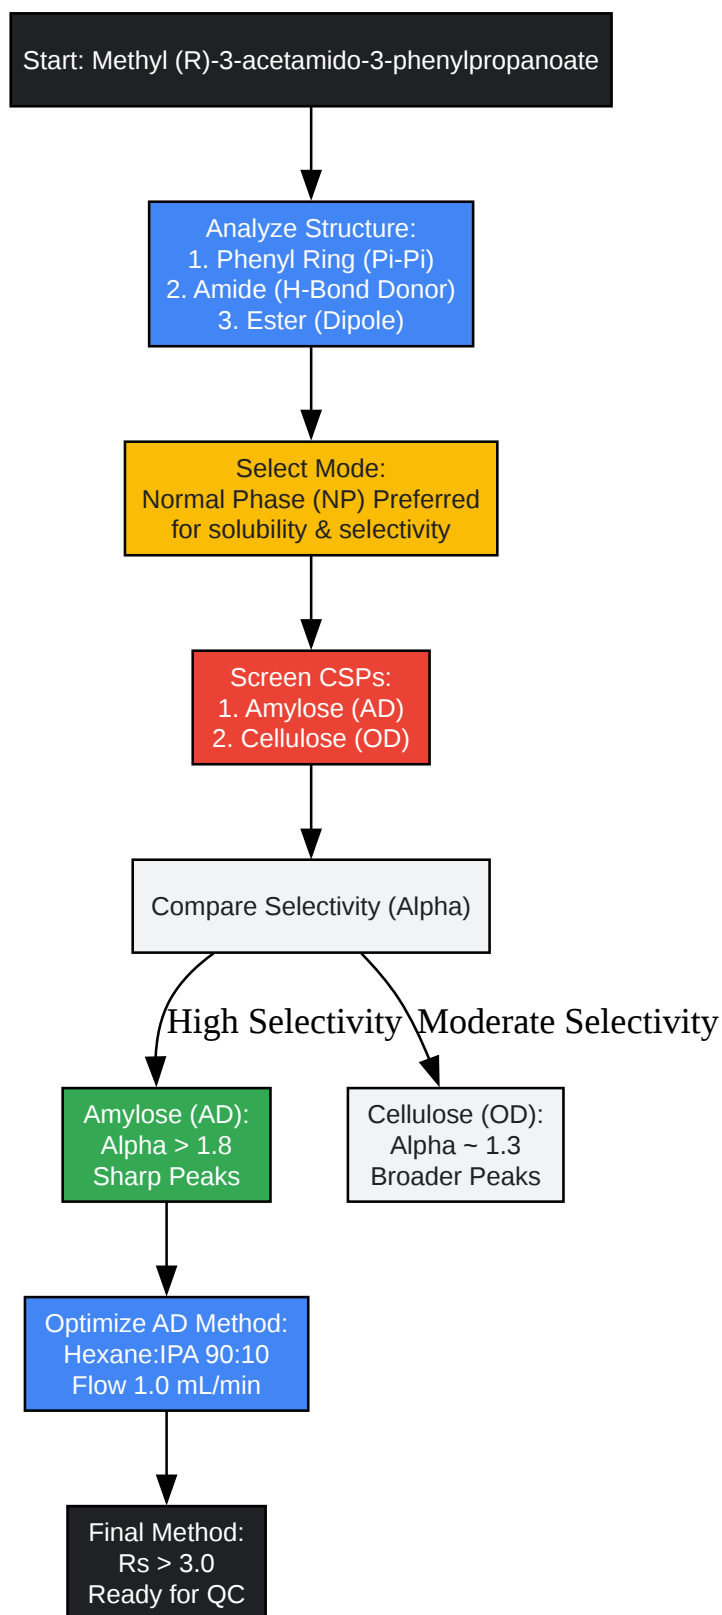 Start: Methyl (R)-3-acetamido-3-phenylpropanoate
Analyze Structure:
1. Phenyl Ring (Pi-Pi)
2. Amide (H-Bond Donor)
3. Ester (Dipole)
Select Mode:
Normal Phase (NP) Preferred
for solubility & selectivity
Screen CSPs:
1. Amylose (AD)
2. Cellulose (OD)
Compare Selectivity (Alpha)
High Selectivity
Moderate Selectivity
Amylose (AD):
Alpha > 1.8
Sharp Peaks
Cellulose (OD):
Alpha ~ 1.3
Broader Peaks
Optimize AD Method:
Hexane:IPA 90:10
Flow 1.0 mL/min
Final Method:
Rs > 3.0
Ready for QC